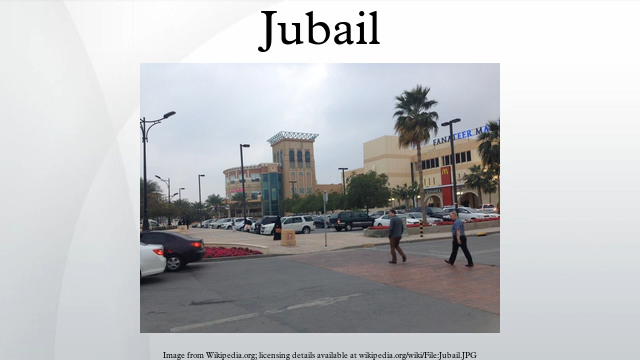 Jubail
FANATEER MA
Image from Wikipedia.org; licensing details available at wikipedia.org/wiki/File:Jubail.JPG